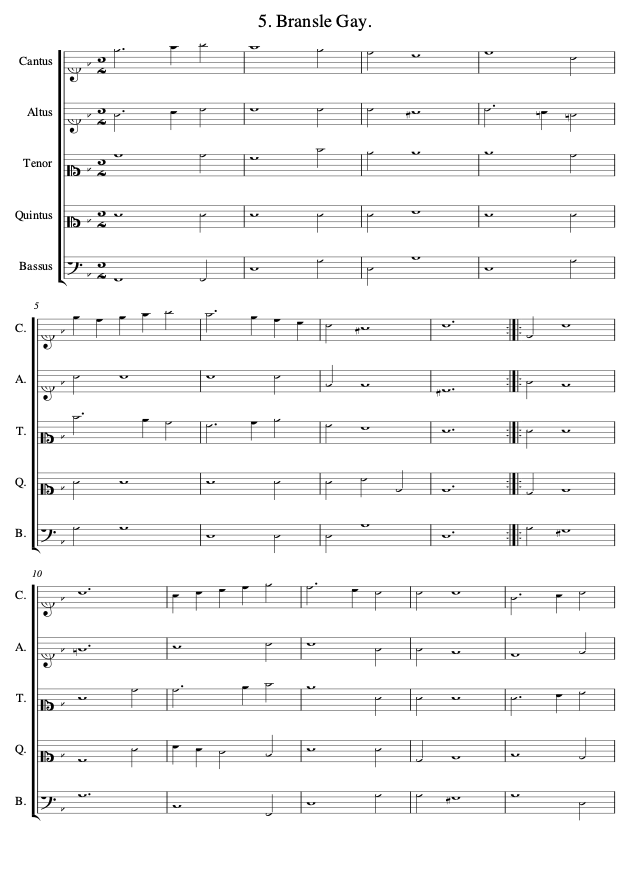 5. Bransle Gay.
Cantus
Altus
Tenor
Quintus
Bassus
5
C.
A.
T.
Q.
B.
10
C.
A.
T.
Q.
B.